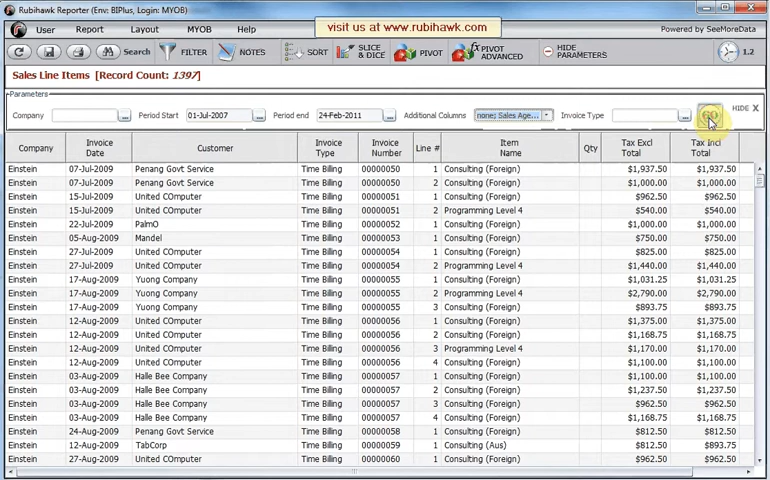 Rubihawk Reporter (Env: BIPlus, Login: MYOB)
visit us at www.rubihawk.com
User Report Layout MYOB Help Powered by SeeMoreData
Search FILTER NOTES SORT SLICE & DICE PIVOT fx PIVOT ADVANCED HIDE PARAMETERS 1.2
Sales Line Items [Record Count: 1397]
Parameters
Company ... Period Start 01-Jul-2007 ... Period end 24-Feb-2011 ... Additional Columns none; Sales Age... Invoice Type ... GO HIDE X
Company Invoice Date Customer Invoice Type Invoice Number Line # Item Name Qty Tax Excl Total Tax Incl Total
Einstein 07-Jul-2009 Penang Govt Service Time Billing 00000050 1 Consulting (Foreign) $1,937.50 $1,937.50
Einstein 07-Jul-2009 Penang Govt Service Time Billing 00000050 2 Consulting (Foreign) $1,000.00 $1,000.00
Einstein 15-Jul-2009 United COmputer Time Billing 00000051 1 Consulting (Foreign) $962.50 $962.50
Einstein 15-Jul-2009 United COmputer Time Billing 00000051 2 Programming Level 4 $540.00 $540.00
Einstein 22-Jul-2009 PalmO Time Billing 00000052 1 Consulting (Foreign) $1,000.00 $1,000.00
Einstein 05-Aug-2009 Mandel Time Billing 00000053 1 Consulting (Foreign) $750.00 $750.00
Einstein 27-Jul-2009 United COmputer Time Billing 00000054 1 Consulting (Foreign) $825.00 $825.00
Einstein 27-Jul-2009 United COmputer Time Billing 00000054 2 Programming Level 4 $1,440.00 $1,440.00
Einstein 17-Aug-2009 Yuong Company Time Billing 00000055 1 Consulting (Foreign) $1,031.25 $1,031.25
Einstein 17-Aug-2009 Yuong Company Time Billing 00000055 2 Programming Level 4 $2,790.00 $2,790.00
Einstein 17-Aug-2009 Yuong Company Time Billing 00000055 3 Consulting (Foreign) $893.75 $893.75
Einstein 12-Aug-2009 United COmputer Time Billing 00000056 1 Consulting (Foreign) $1,375.00 $1,375.00
Einstein 12-Aug-2009 United COmputer Time Billing 00000056 2 Consulting (Foreign) $1,168.75 $1,168.75
Einstein 12-Aug-2009 United COmputer Time Billing 00000056 3 Programming Level 4 $1,170.00 $1,170.00
Einstein 12-Aug-2009 United COmputer Time Billing 00000056 4 Consulting (Foreign) $1,100.00 $1,100.00
Einstein 03-Aug-2009 Halle Bee Company Time Billing 00000057 1 Consulting (Foreign) $1,100.00 $1,100.00
Einstein 03-Aug-2009 Halle Bee Company Time Billing 00000057 2 Consulting (Foreign) $1,237.50 $1,237.50
Einstein 03-Aug-2009 Halle Bee Company Time Billing 00000057 3 Consulting (Foreign) $962.50 $962.50
Einstein 03-Aug-2009 Halle Bee Company Time Billing 00000057 4 Consulting (Foreign) $1,168.75 $1,168.75
Einstein 24-Aug-2009 Penang Govt Service Time Billing 00000058 1 Consulting (Foreign) $812.50 $812.50
Einstein 12-Aug-2009 TabCorp Time Billing 00000059 1 Consulting (Aus) $812.50 $893.75
Einstein 27-Aug-2009 United COmputer Time Billing 00000060 1 Consulting (Foreign) $962.50 $962.50